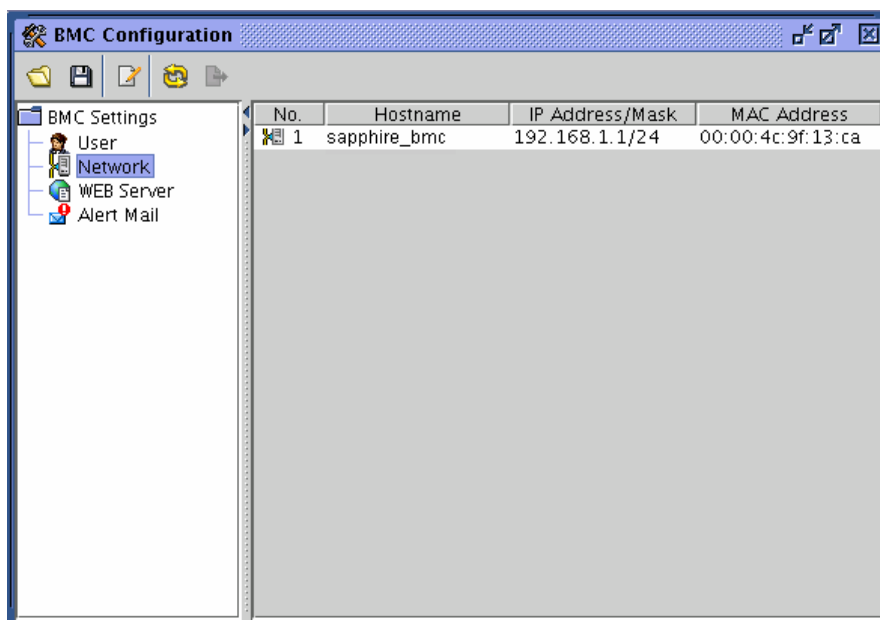 BMC Configuration
BMC Settings
User
Network
WEB Server
Alert Mail
No. Hostname IP Address/Mask MAC Address
1 sapphire_bmc 192.168.1.1/24 00:00:4c:9f:13:ca